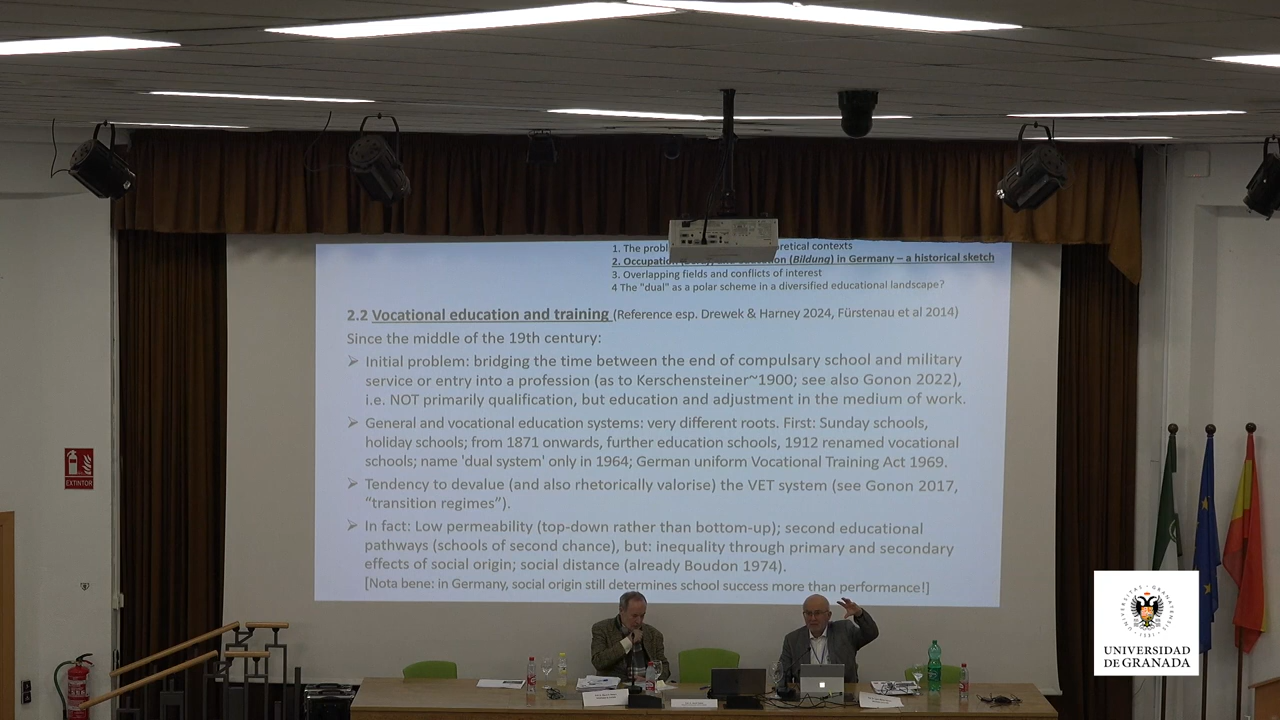 1. The probl retical contexts
2. Occupation (Bildung) in Germany – a historical sketch
3. Overlapping fields and conflicts of interest
4 The "dual" as a polar scheme in a diversified educational landscape?
2.2 Vocational education and training (Reference esp. Drewek & Harney 2024, Fürstenau et al 2014)
Since the middle of the 19th century:
➢ Initial problem: bridging the time between the end of compulsary school and military
service or entry into a profession (as to Kerschensteiner~1900; see also Gonon 2022),
i.e. NOT primarily qualification, but education and adjustment in the medium of work.
➢ General and vocational education systems: very different roots. First: Sunday schools,
holiday schools; from 1871 onwards, further education schools, 1912 renamed vocational
schools; name 'dual system' only in 1964; German uniform Vocational Training Act 1969.
➢ Tendency to devalue (and also rhetorically valorise) the VET system (see Gonon 2017,
“transition regimes”).
➢ In fact: Low permeability (top-down rather than bottom-up); second educational
pathways (schools of second chance), but: inequality through primary and secondary
effects of social origin; social distance (already Boudon 1974).
[Nota bene: in Germany, social origin still determines school success more than performance!]
EXTINTOR
UNIVERSIDAD
DE GRANADA